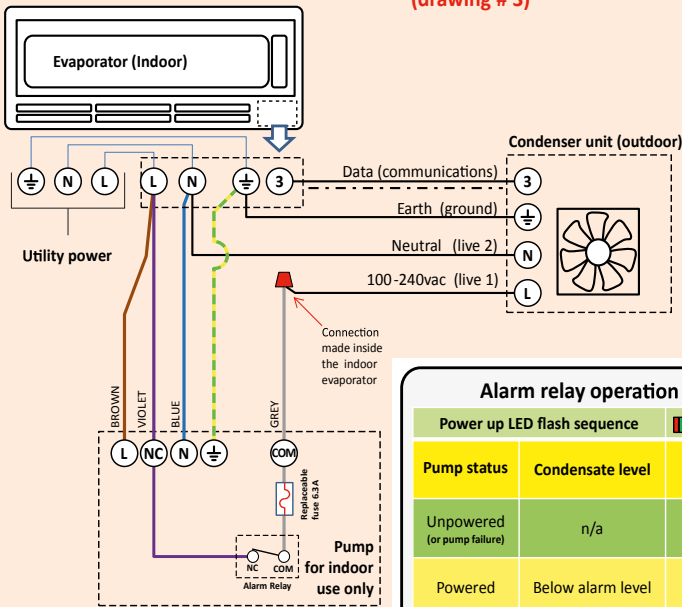 (drawing # 3)
Evaporator (Indoor)
Condenser unit (outdoor)
N
L
L
N
3
Data (communications)
3
Earth (ground)
Utility power
Neutral (live 2)
N
100-240vac (live 1)
L
Connection
made inside
the indoor
evaporator
BROWN
VIOLET
BLUE
GREY
L
NC
N
COM
Replaceable
fuse 6.3A
NC
COM
Alarm Relay
Pump
for indoor
use only
Alarm relay operation
Power up LED flash sequence
Pump status
Condensate level
Unpowered
(or pump failure)
n/a
Powered
Below alarm level